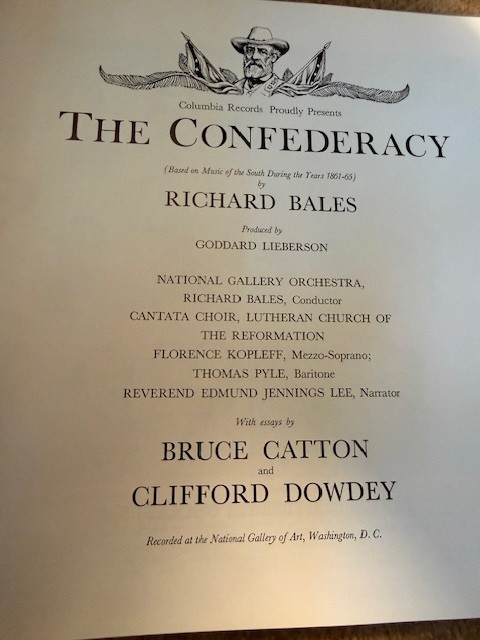 Columbia Records Proudly Presents
THE CONFEDERACY
(Based on Music of the South During the Years 1861-65)
by
RICHARD BALES
Produced by
GODDARD LIEBERSON
NATIONAL GALLERY ORCHESTRA,
RICHARD BALES, Conductor
CANTATA CHOIR, LUTHERAN CHURCH OF
THE REFORMATION
FLORENCE KOPLEFF, Mezzo-Soprano;
THOMAS PYLE, Baritone
REVEREND EDMUND JENNINGS LEE, Narrator
With essays by
BRUCE CATTON
and
CLIFFORD DOWDEY
Recorded at the National Gallery of Art, Washington, D. C.